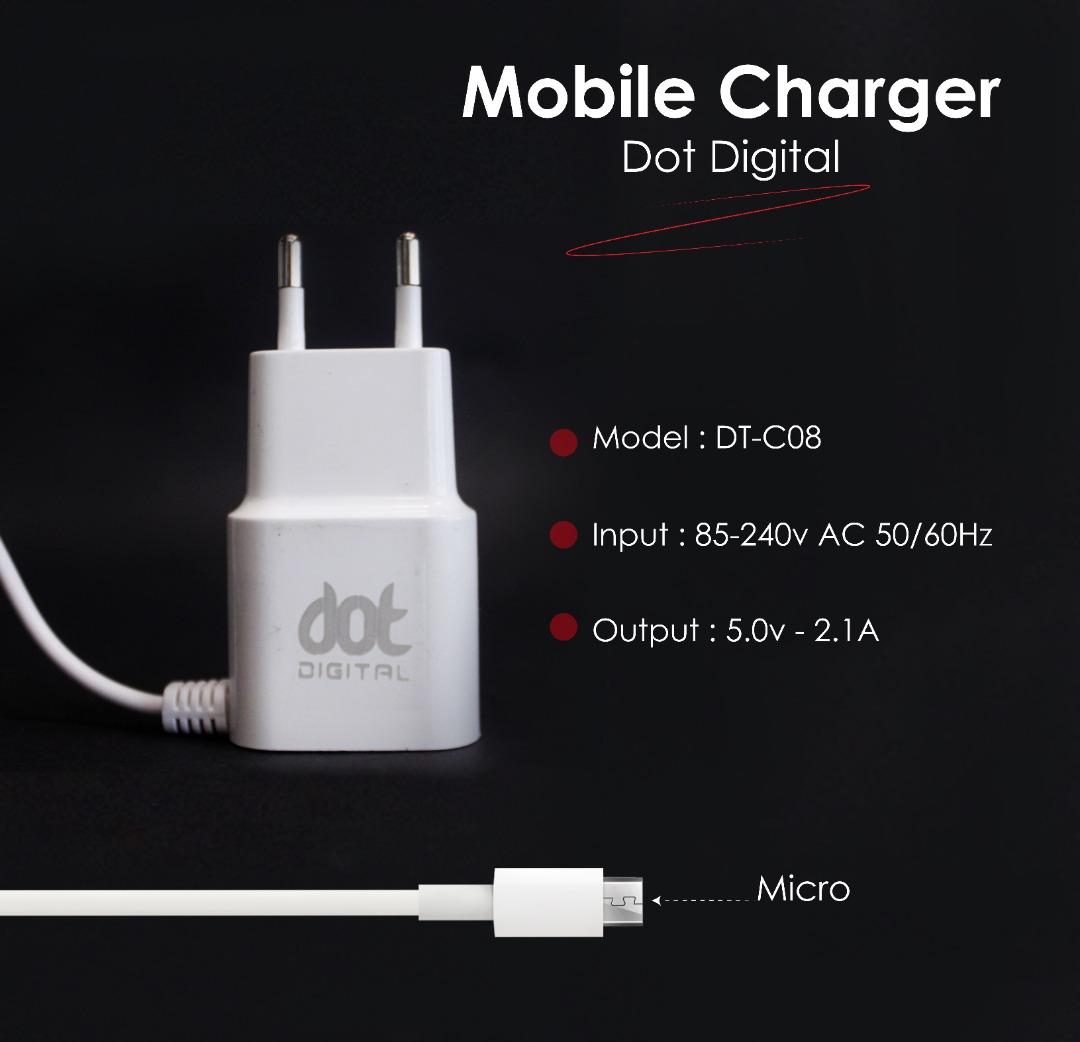 Mobile Charger
Dot Digital
Model : DT-C08
Input : 85-240v AC 50/60Hz
Output : 5.0v - 2.1A
dot
DIGITAL
Micro